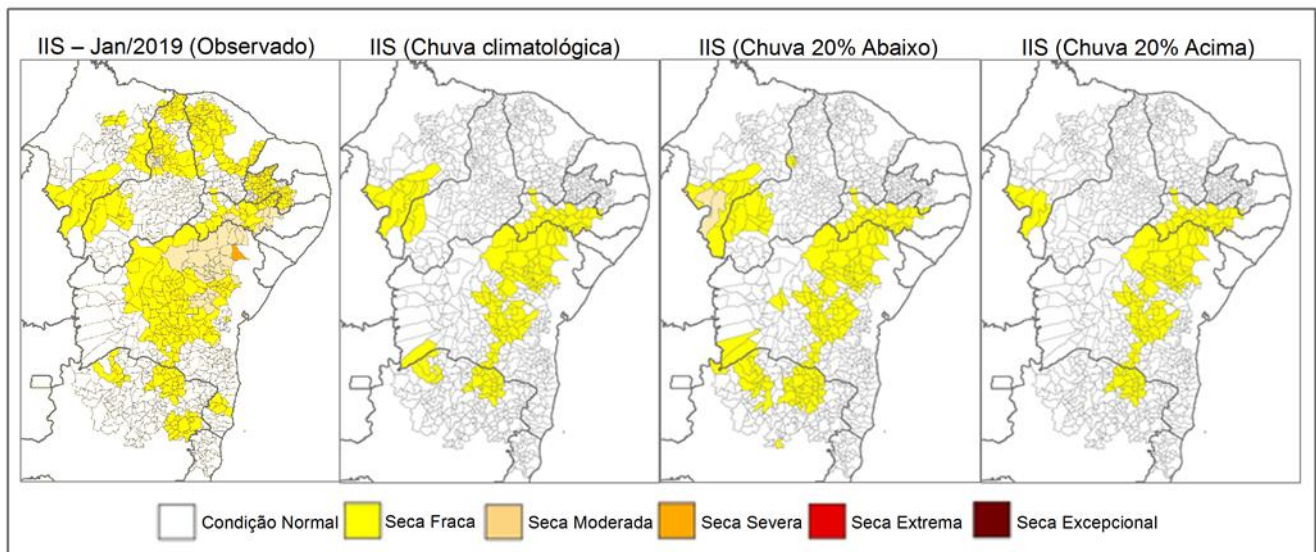 IIS – Jan/2019 (Observado)
IIS (Chuva climatológica)
IIS (Chuva 20% Abaixo)
IIS (Chuva 20% Acima)
Condição Normal
Seca Fraca
Seca Moderada
Seca Severa
Seca Extrema
Seca Excepcional